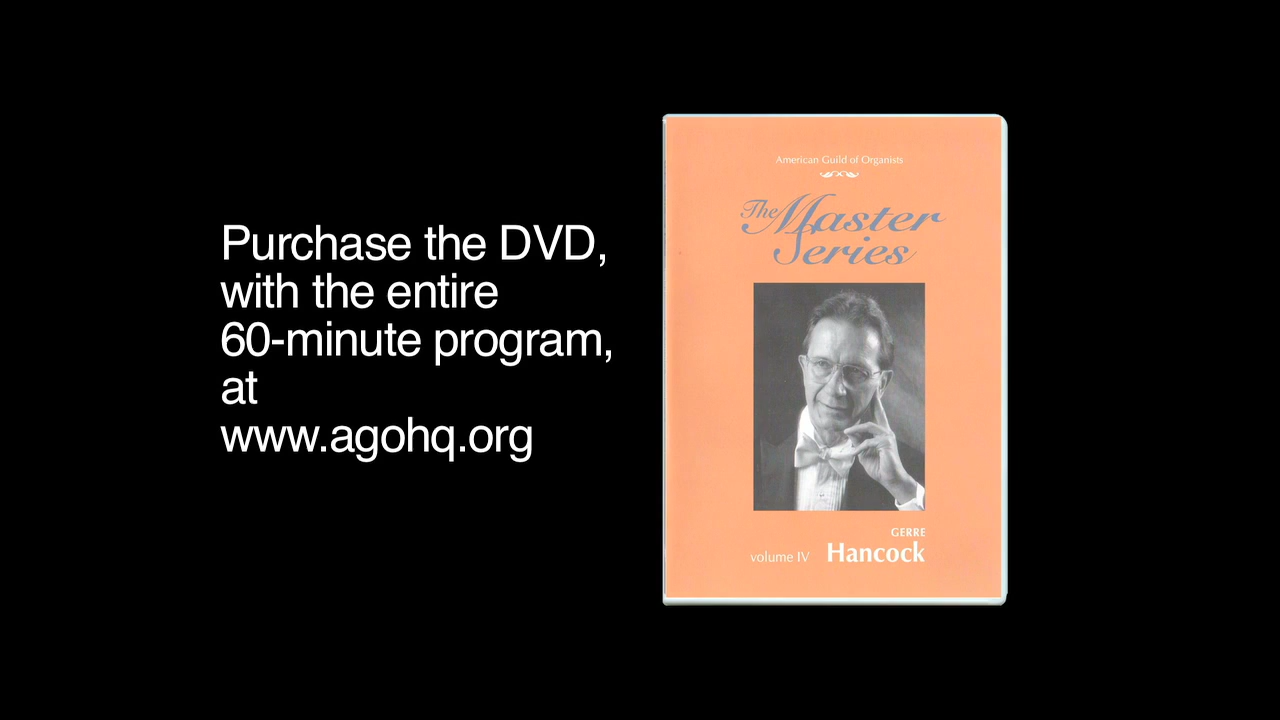 Purchase the DVD,
with the entire
60-minute program,
at
www.agohq.org
American Guild of Organists
The Master
Series
GERRE
volume IV Hancock